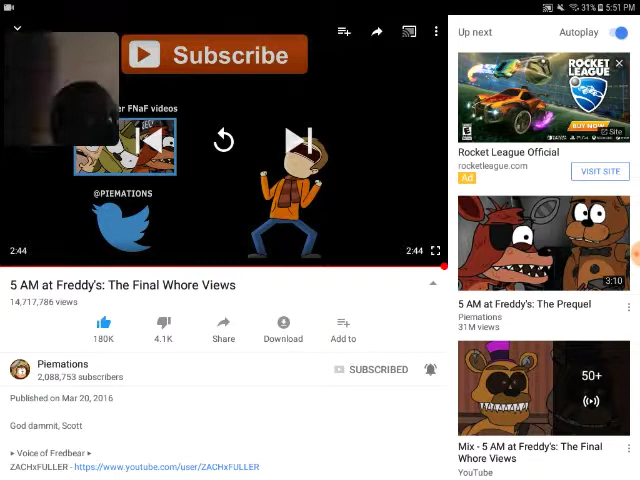 31% 5:51 PM
Subscribe
er FNaF videos
@PIEMATIONS
2:44
2:44
5 AM at Freddy's: The Final Whore Views
14,717,786 views
180K
4.1K
Share
Download
Add to
Piemations
2,088,753 subscribers
SUBSCRIBED
Published on Mar 20, 2016
God dammit, Scott
▸ Voice of Fredbear ▸
ZACHxFULLER - https://www.youtube.com/user/ZACHxFULLER
Up next
Autoplay
ROCKET
LEAGUE
BUY NOW
Site
Rocket League Official
rocketleague.com
Ad
VISIT SITE
3:10
5 AM at Freddy's: The Prequel
Piemations
31M views
50+
Mix - 5 AM at Freddy's: The Final
Whore Views
YouTube